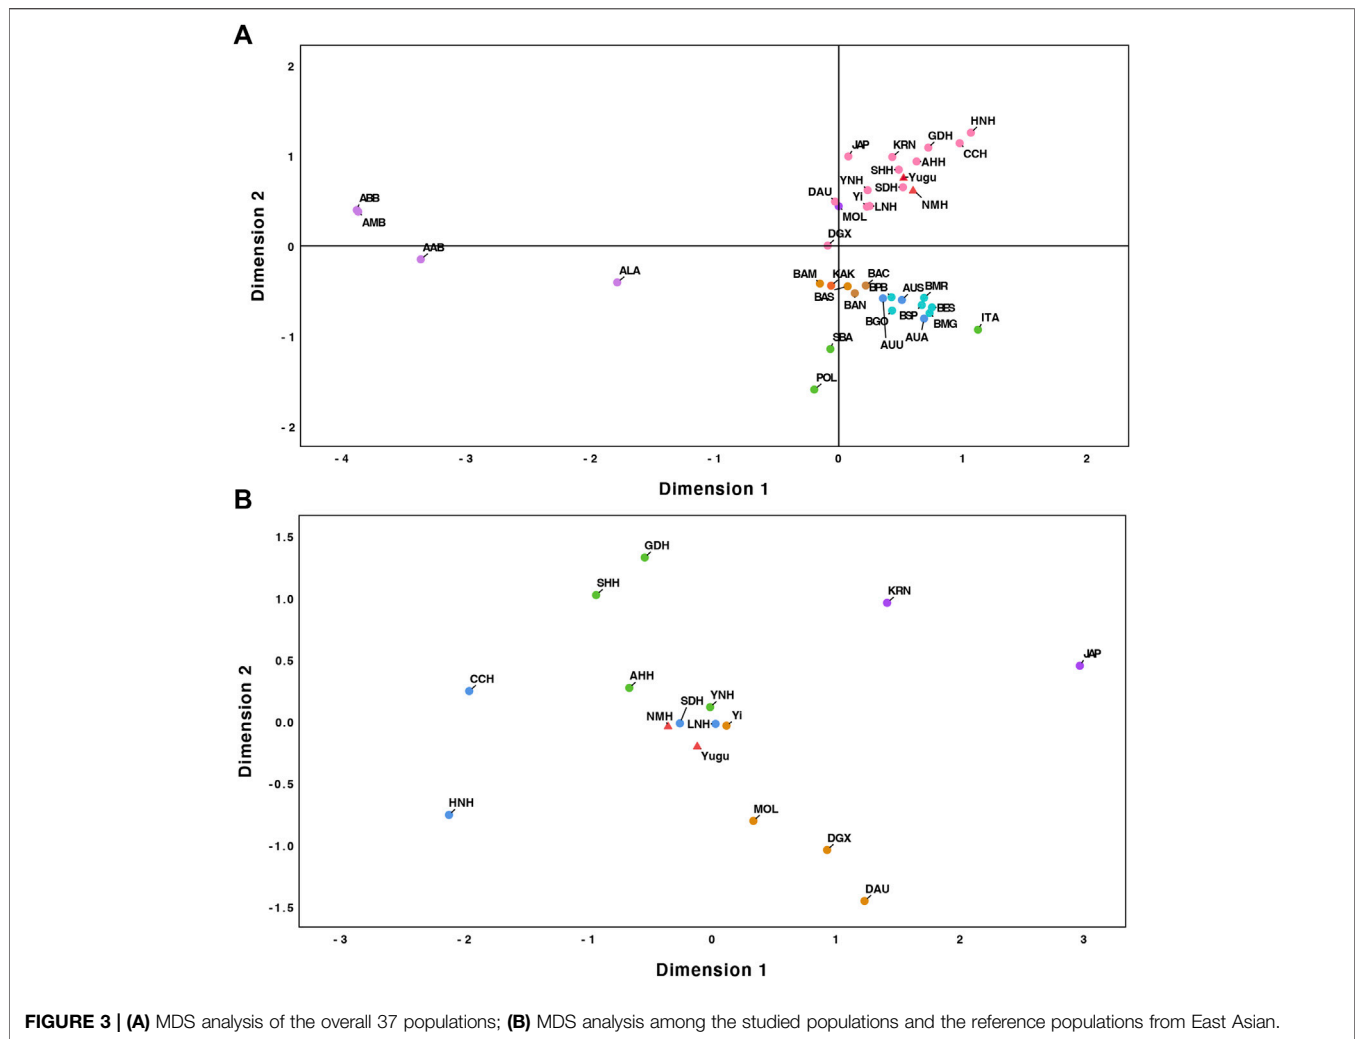 A
2
HNH
GDH
JAP
KRN
1
CCH
AHH
SHH
Yugu
YNH
SDH
DAU
Yi
ABB
LNH
NMH
MOL
AMB
DGX
0
AAB
ALA
BAM
KAK
BAC
BPB
AUS
BMR
BAS
BAN
BES
BGO
BSP
ITA
BMG
- 1
SBA
AUU
AUA
POL
- 2
Dimension 2
- 4
- 3
- 2
- 1
0
1
2
Dimension 1
B
1.5
GDH
SHH
KRN
1.0
0.5
JAP
CCH
AHH
YNH
SDH
NMH
Yi
0.0
LNH
Yugu
-0.5
HNH
MOL
DGX
-1.0
DAU
-1.5
Dimension 2
- 3
- 2
- 1
0
1
2
3
Dimension 1
FIGURE 3 | (A) MDS analysis of the overall 37 populations; (B) MDS analysis among the studied populations and the reference populations from East Asian.